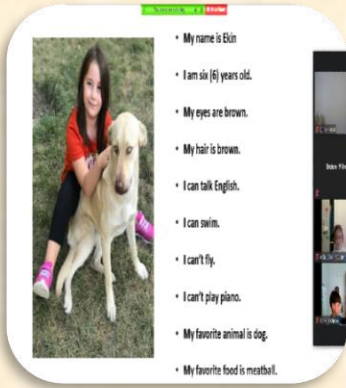 My name is Ekin
I am six (6) years old.
My eyes are brown.
My hair is brown.
I can talk English.
I can swim.
I can't fly.
I can't play piano.
My favorite animal is dog.
My favorite food is meatball.